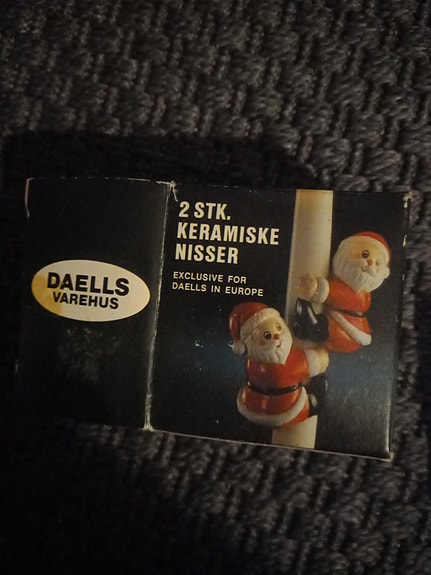 DAELLS
VAREHUS
2 STK.
KERAMISKE
NISSER
EXCLUSIVE FOR
DAELLS IN EUROPE